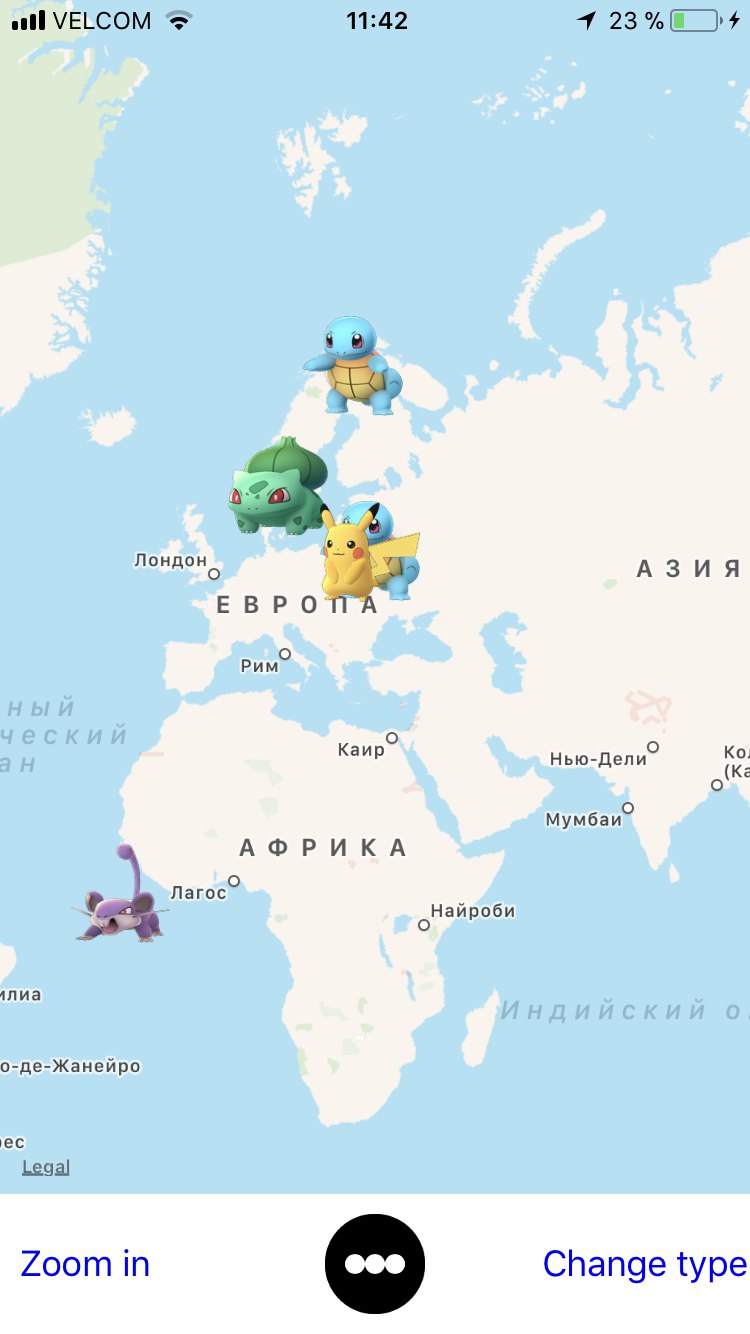 VELCOM 11:42 23 %
Лондон
АЗИЯ
ЕВРОПА
Рим
ный
ческий
ан
Каир
Нью-Дели
Кол
(Ка
Мумбаи
АФРИКА
Лагос
Найроби
илиа
Индийский о
о-де-Жанейро
рес
Legal
Zoom in
Change type